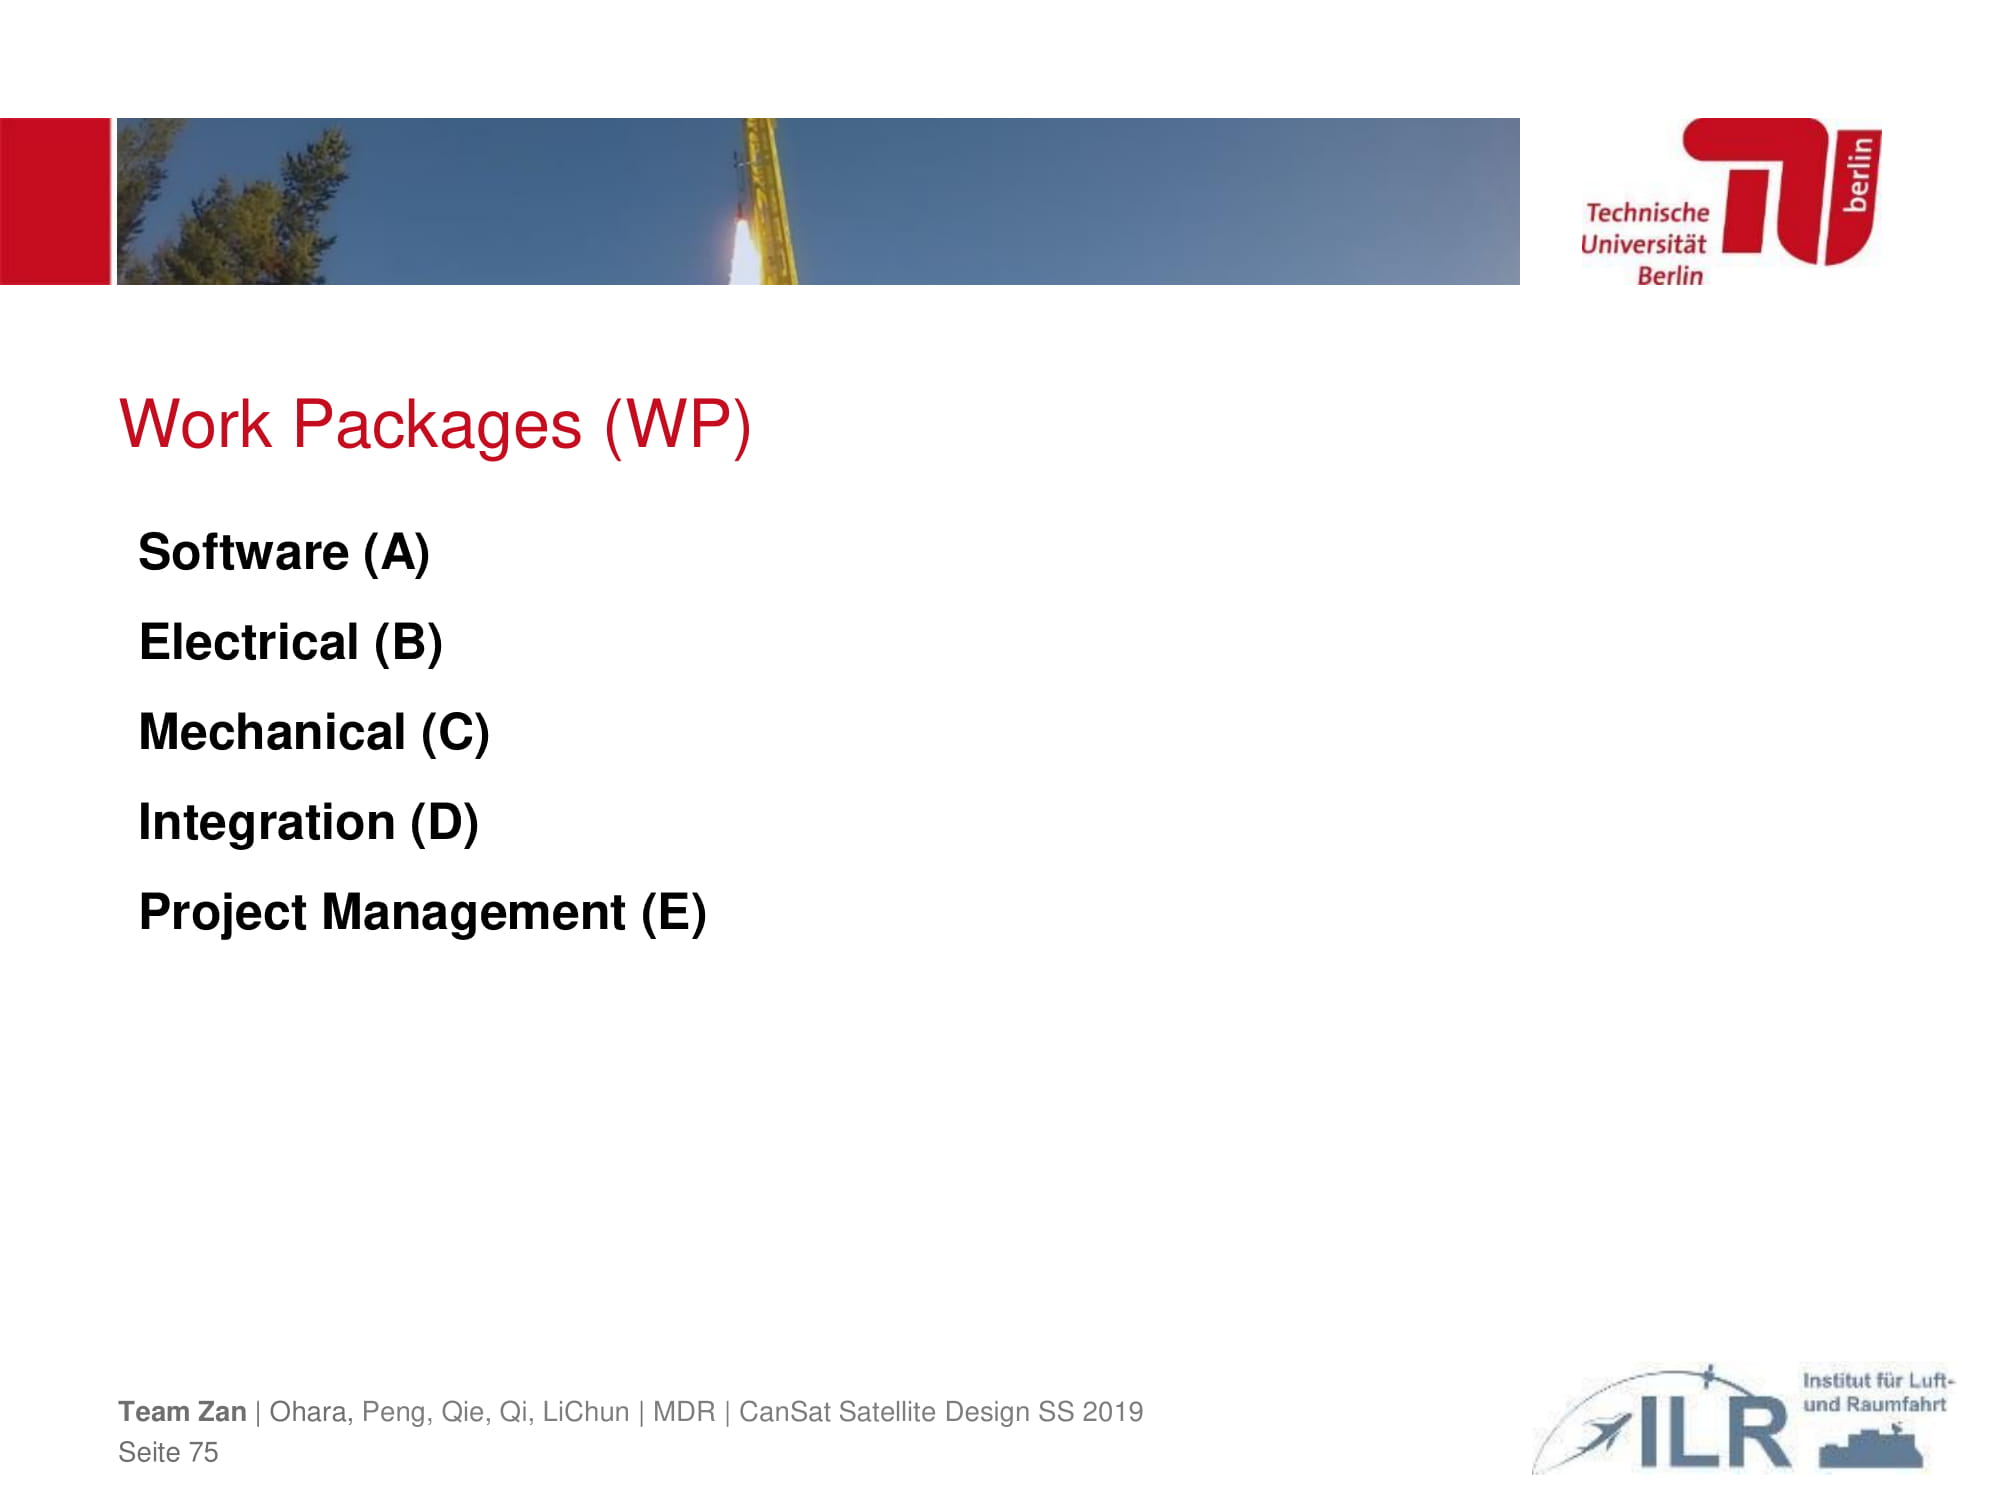 berlin
Technische
Universität
Berlin
Work Packages (WP)
Software (A)
Electrical (B)
Mechanical (C)
Integration (D)
Project Management (E)
Team Zan | Ohara, Peng, Qie, Qi, LiChun | MDR | CanSat Satellite Design SS 2019
Seite 75
ILR
Institut für Luft-
und Raumfahrt